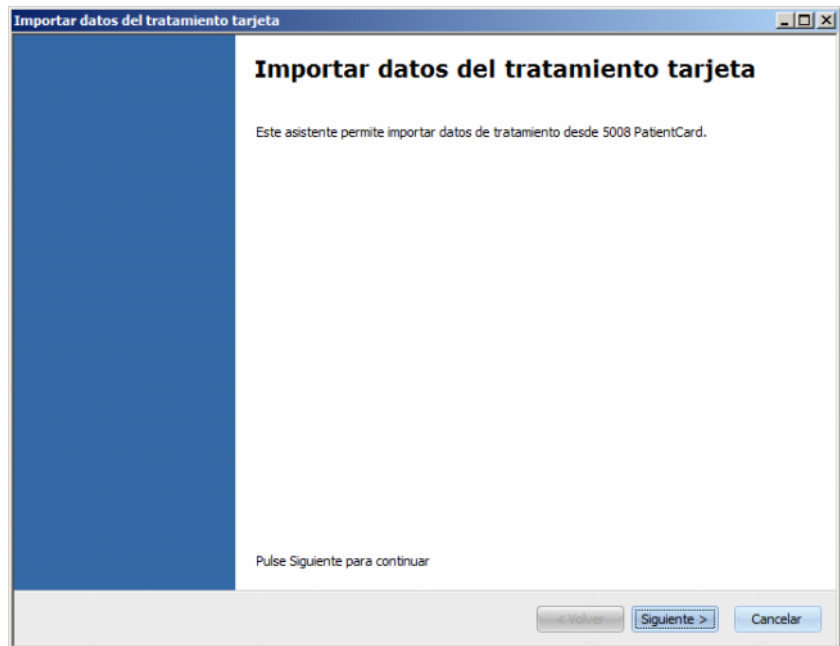 Importar datos del tratamiento tarjeta
Importar datos del tratamiento tarjeta
Este asistente permite importar datos de tratamiento desde 5008 PatientCard.
Pulse Siguiente para continuar
< Volver Siguiente > Cancelar